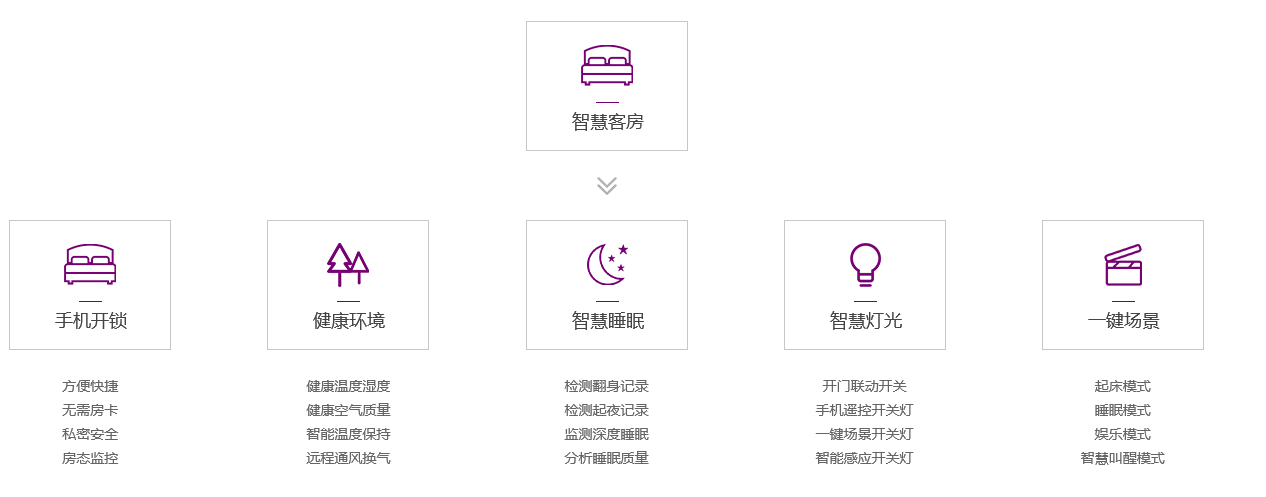 智慧客房
手机开锁
健康环境
智慧睡眠
智慧灯光
一键场景
方便快捷
无需房卡
私密安全
房态监控
健康温度湿度
健康空气质量
智能温度保持
远程通风换气
检测翻身记录
检测起夜记录
监测深度睡眠
分析睡眠质量
开门联动开关
手机遥控开关灯
一键场景开关灯
智能感应开关灯
起床模式
睡眠模式
娱乐模式
智慧叫醒模式